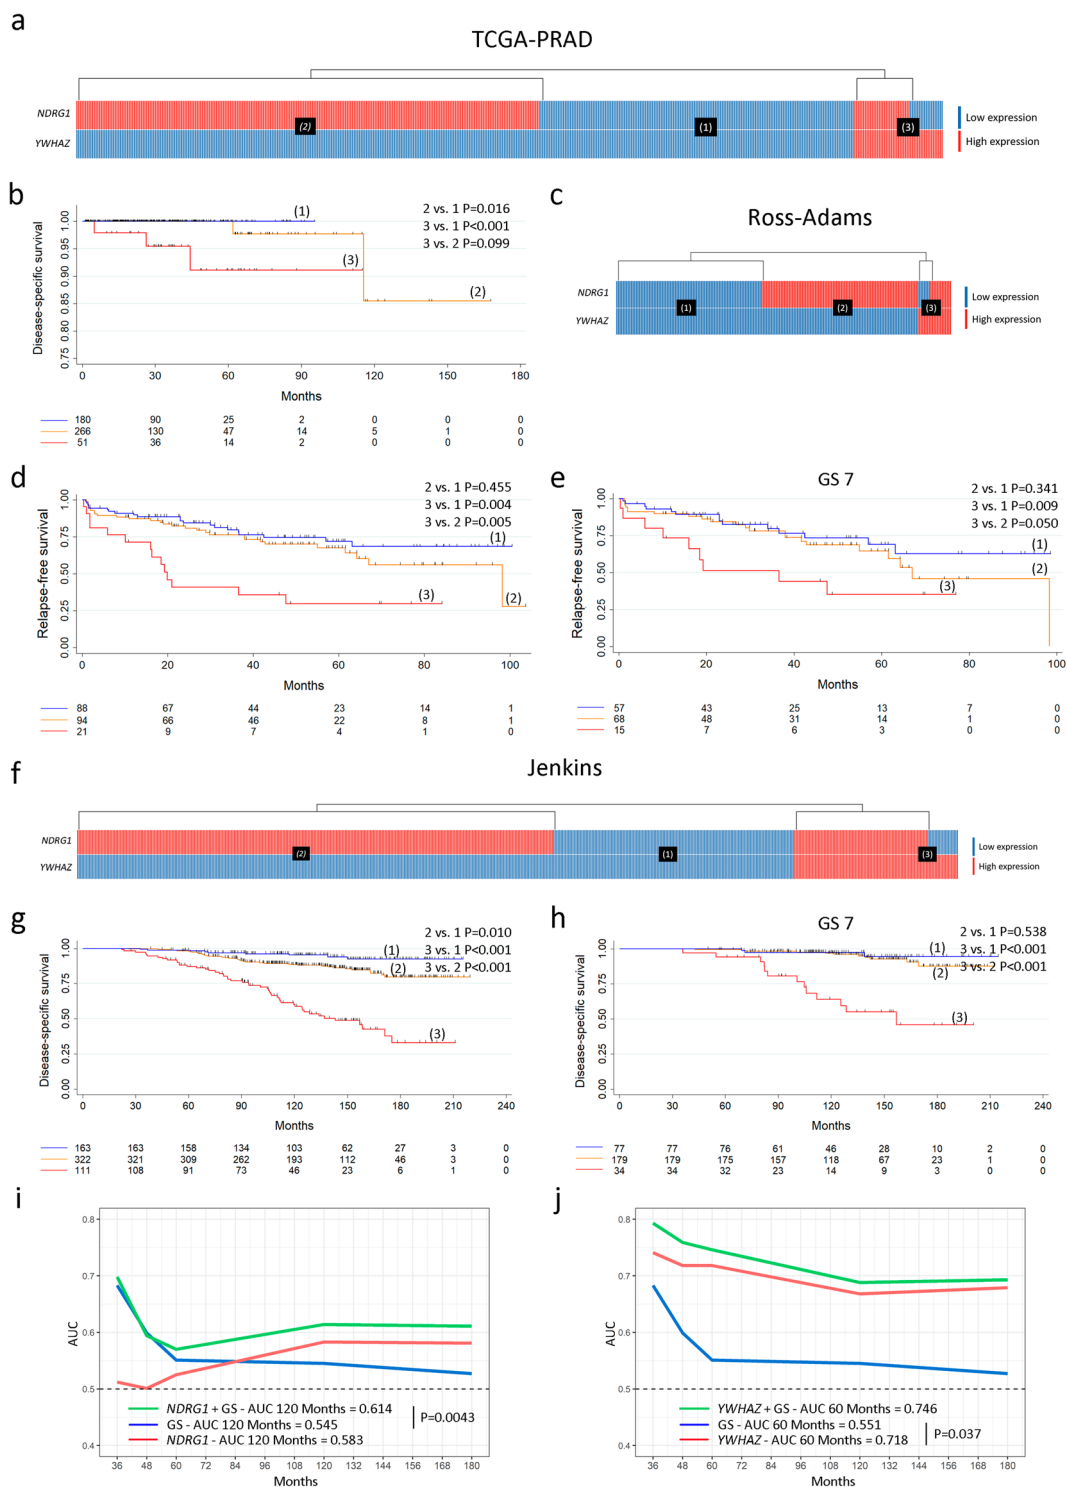 a
TCGA-PRAD
NDRG1
YWHAZ
(2)
(1)
(3)
Low expression
High expression
b
Disease-specific survival
1.00
0.95
0.90
0.85
0.80
0.75
(1)
(3)
(2)
2 vs. 1 P=0.016
3 vs. 1 P<0.001
3 vs. 2 P=0.099
0 30 60 90 120 150 180
Months
180 90 25 2 0 0 0
266 130 47 14 5 1 0
51 36 14 2 0 0 0
c
Ross-Adams
NDRG1
YWHAZ
(1)
(2)
(3)
Low expression
High expression
d
Relapse-free survival
1.00
0.75
0.50
0.25
0.00
2 vs. 1 P=0.455
3 vs. 1 P=0.004
3 vs. 2 P=0.005
(1)
(3)
(2)
0 20 40 60 80 100
Months
88 67 44 23 14 1
94 66 46 22 8 1
21 9 7 4 1 0
e
GS 7
Relapse-free survival
1.00
0.75
0.50
0.25
0.00
2 vs. 1 P=0.341
3 vs. 1 P=0.009
3 vs. 2 P=0.050
(1)
(2)
(3)
0 20 40 60 80 100
Months
57 43 25 13 7 0
68 48 31 14 1 0
15 7 6 3 0 0
f
Jenkins
NDRG1
YWHAZ
(2)
(1)
(3)
Low expression
High expression
g
Disease-specific survival
1.00
0.75
0.50
0.25
0.00
2 vs. 1 P=0.010
3 vs. 1 P<0.001
3 vs. 2 P<0.001
(1)
(2)
(3)
0 30 60 90 120 150 180 210 240
Months
163 163 158 134 103 62 27 3 0
322 321 309 262 193 112 46 3 0
111 108 91 73 46 23 6 1 0
h
GS 7
Disease-specific survival
1.00
0.75
0.50
0.25
0.00
2 vs. 1 P=0.538
3 vs. 1 P<0.001
3 vs. 2 P<0.001
(1)
(2)
(3)
0 30 60 90 120 150 180 210 240
Months
77 77 76 61 46 28 10 2 0
179 179 175 157 118 67 23 1 0
34 34 32 23 14 9 3 0 0
i
AUC
0.8
0.7
0.6
0.5
0.4
NDRG1 + GS - AUC 120 Months = 0.614
GS - AUC 120 Months = 0.545
NDRG1 - AUC 120 Months = 0.583
P=0.0043
36 48 60 72 84 96 108 120 132 144 156 168 180
Months
j
AUC
0.8
0.7
0.6
0.5
0.4
YWHAZ + GS - AUC 60 Months = 0.746
GS - AUC 60 Months = 0.551
YWHAZ - AUC 60 Months = 0.718
P=0.037
36 48 60 72 84 96 108 120 132 144 156 168 180
Months